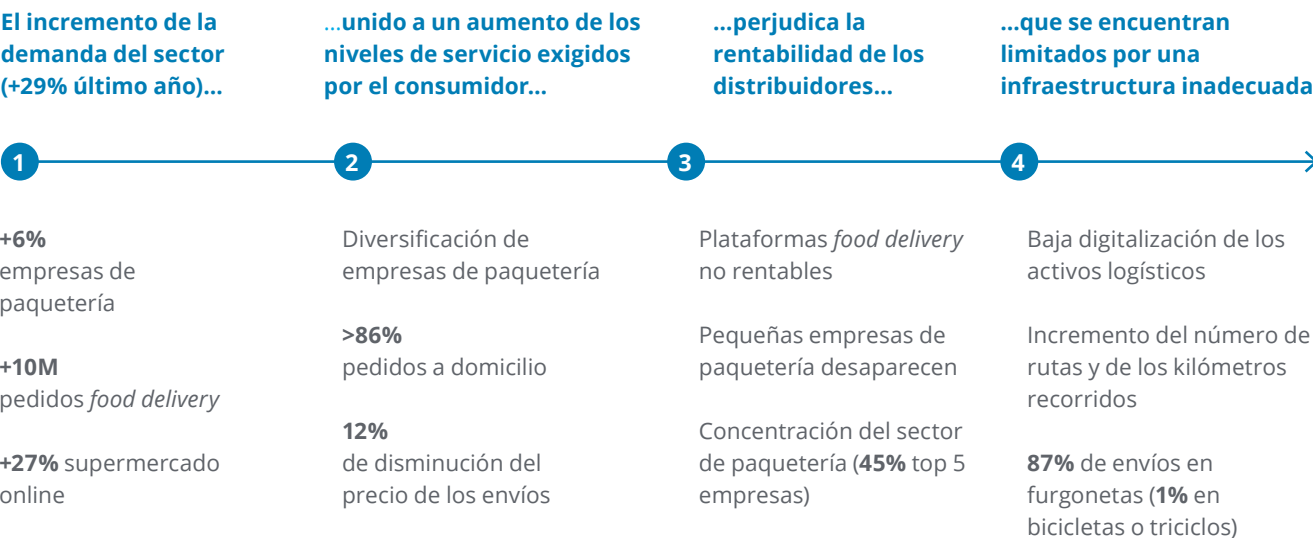 El incremento de la
demanda del sector
(+29% último año)...
...unido a un aumento de los
niveles de servicio exigidos
por el consumidor...
...perjudica la
rentabilidad de los
distribuidores...
...que se encuentran
limitados por una
infraestructura inadecuada
1
2
3
4
+6%
empresas de
paquetería
+10M
pedidos food delivery
+27% supermercado
online
Diversificación de
empresas de paquetería
>86%
pedidos a domicilio
12%
de disminución del
precio de los envíos
Plataformas food delivery
no rentables
Pequeñas empresas de
paquetería desaparecen
Concentración del sector
de paquetería (45% top 5
empresas)
Baja digitalización de los
activos logísticos
Incremento del número de
rutas y de los kilómetros
recorridos
87% de envíos en
furgonetas (1% en
bicicletas o triciclos)